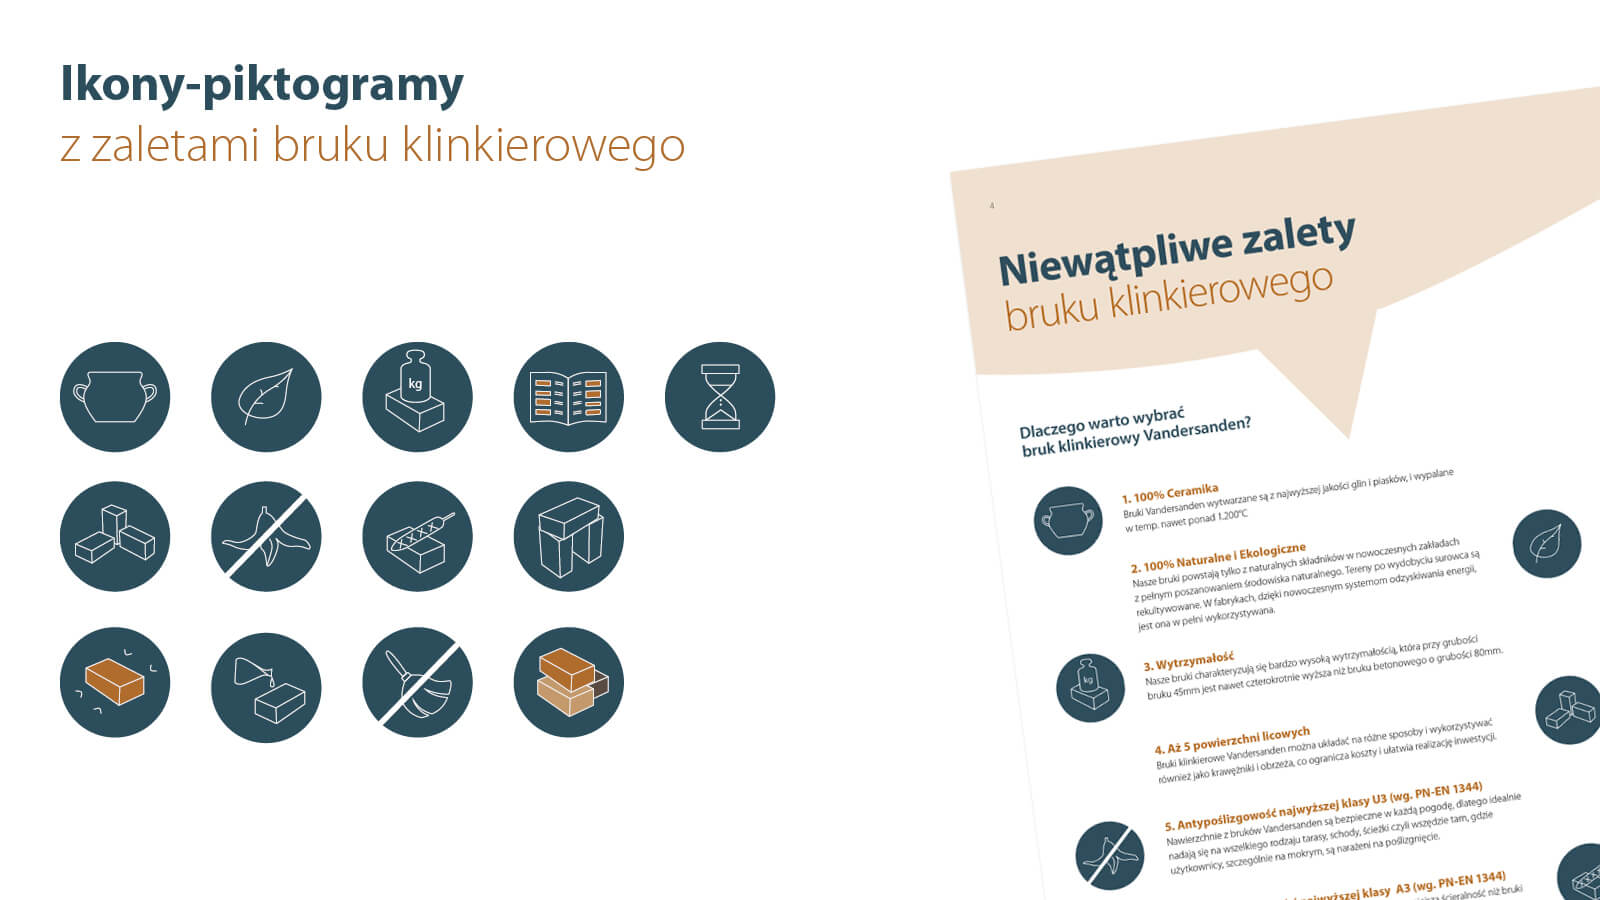 Ikony-piktogramy
z zaletami bruku klinkierowego
kg
4
Niewątpliwe zalety
bruku klinkierowego
Dlaczego warto wybrać
bruk klinkierowy Vandersanden?
1. 100% Ceramika
Bruki Vandersanden wytwarzane są z najwyższej jakości glin i piasków, i wypalane
w temp. nawet ponad 1.200°C
2. 100% Naturalne i Ekologiczne
Nasze bruki powstają tylko z naturalnych składników w nowoczesnych zakładach
z pełnym poszanowaniem środowiska naturalnego. Tereny po wydobyciu surowca są
rekultywowane. W fabrykach, dzięki nowoczesnym systemom odzyskiwania energii,
jest ona w pełni wykorzystywana.
kg
3. Wytrzymałość
Nasze bruki charakteryzują się bardzo wysoką wytrzymałością, która przy grubości
bruku 45mm jest nawet czterokrotnie wyższa niż bruku betonowego o grubości 80mm.
4. Aż 5 powierzchni licowych
Bruki klinkierowe Vandersanden można układać na różne sposoby i wykorzystywać
również jako krawężniki i obrzeża, co ogranicza koszty i ułatwia realizację inwestycji.
5. Antypoślizgowość najwyższej klasy U3 (wg. PN-EN 1344)
Nawierzchnie z bruków Vandersanden są bezpieczne w każdą pogodę, dlatego idealnie
nadają się na wszelkiego rodzaju tarasy, schody, ścieżki czyli wszędzie tam, gdzie
użytkownicy, szczególnie na mokrym, są narażeni na poślizgnięcie.
najwyższej klasy A3 (wg. PN-EN 1344)
ścieralność niż bruki